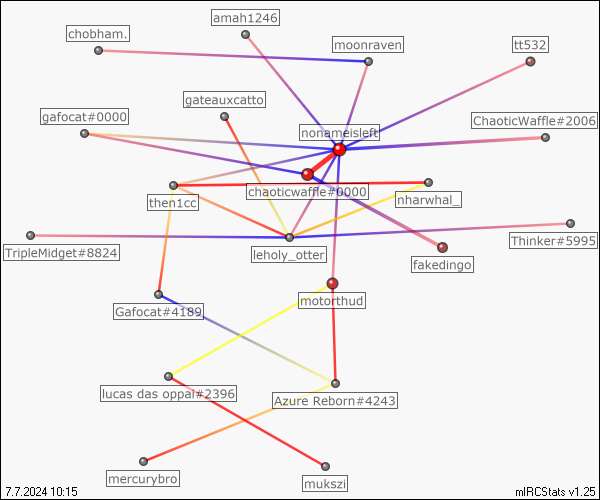 amah1246
chobham.
moonraven
tt532
gateauxcatto
gafocat#0000
ChaoticWaffle#2006
nonameisleft
chaoticwaffle#0000
then1cc
nharwhal_
Thinker#5995
TripleMidget#8824
leholy_otter
fakedingo
motorthud
Gafocat#4189
lucas das oppai#2396
Azure Reborn#4243
mercurybro
mukszi
7.7.2024 10:15
mIRCStats v1.25